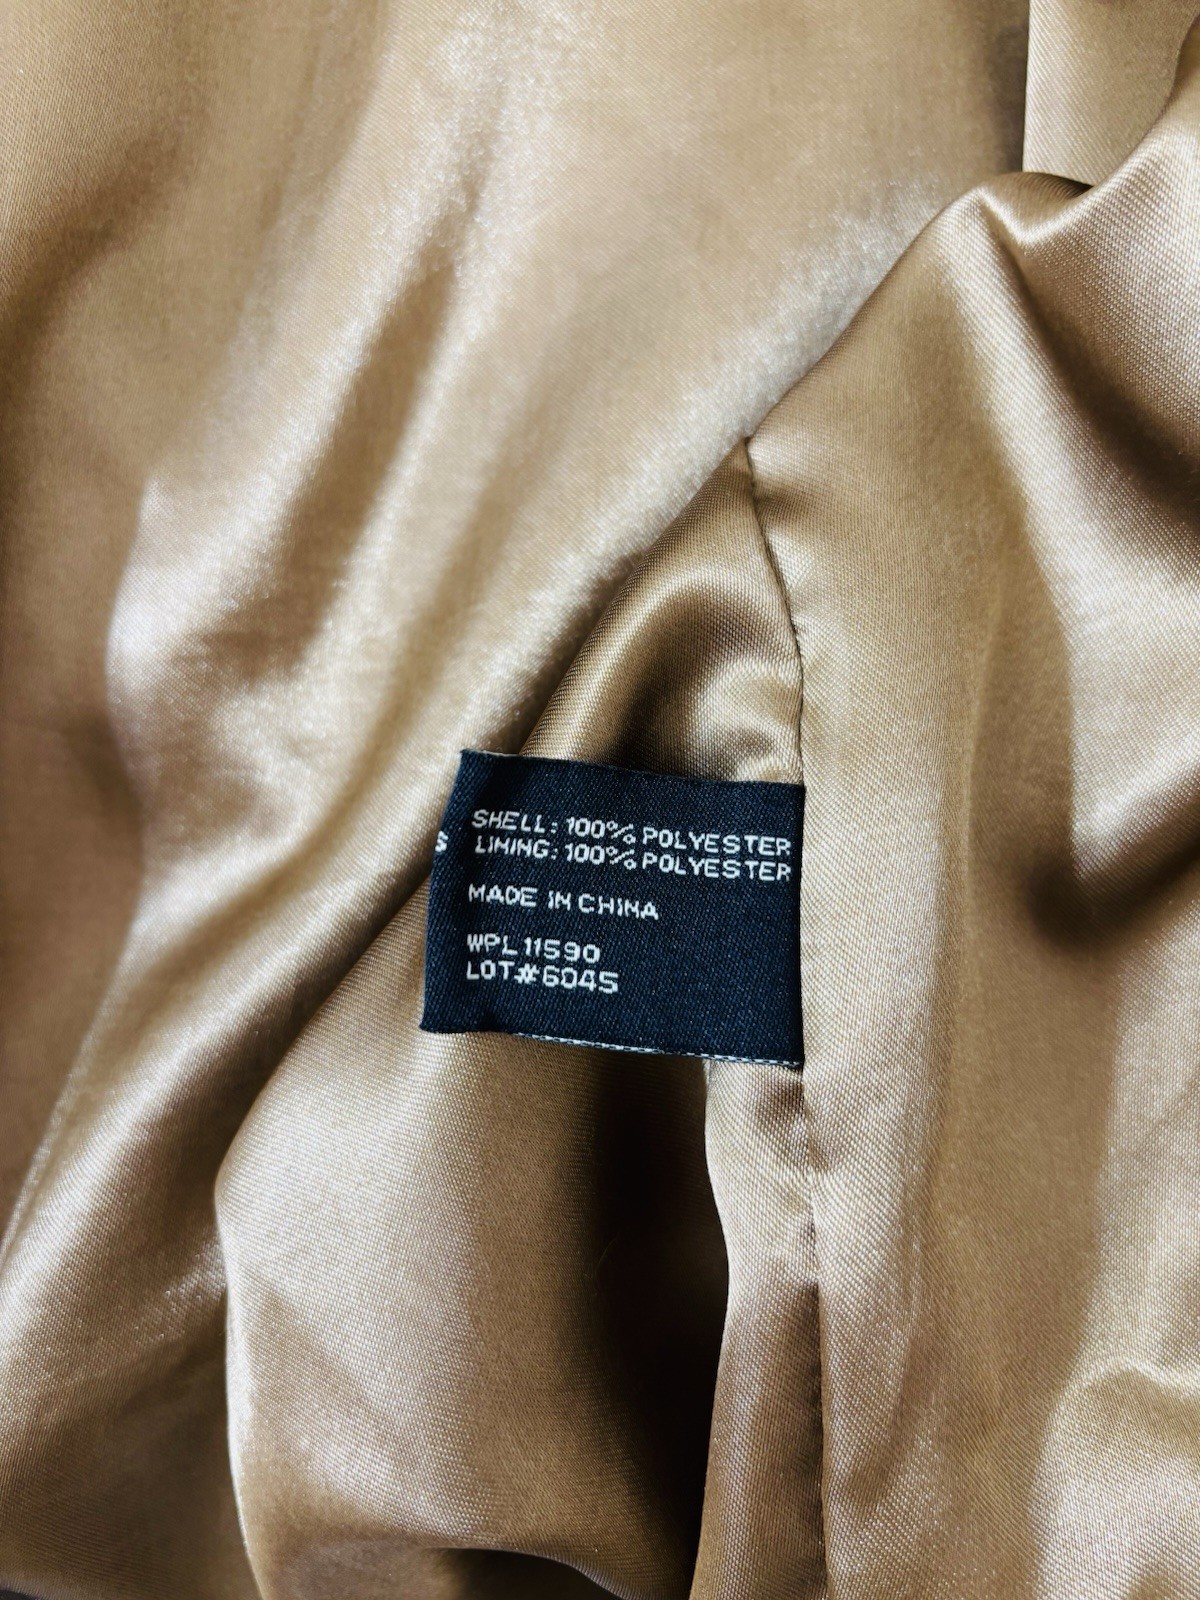 SHELL: 100% POLYESTER
LINING: 100% POLYESTER
MADE IN CHINA
WPL 11590
LOT#6045
S